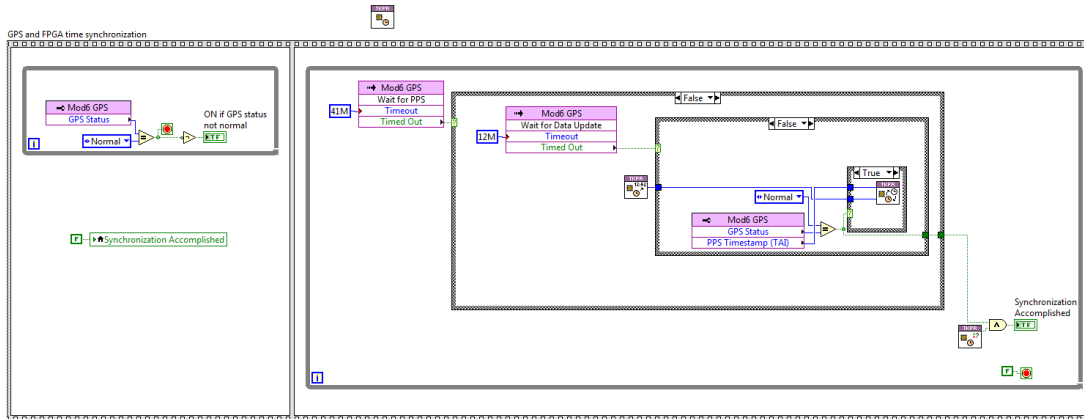 TKPR
GPS and FPGA time synchronization
Mod6 GPS
GPS Status
Normal
=
ON if GPS status
not normal
TF
i
F
Synchronization Accomplished
Mod6 GPS
Wait for PPS
41M
Timeout
Timed Out
False
?
Mod6 GPS
Wait for Data Update
12M
Timeout
Timed Out
False
?
TKPR
True
TKPR
Normal
?
Mod6 GPS
GPS Status
PPS Timestamp (TAI)
=
Synchronization
Accomplished
TKPR
!?
TF
F
i